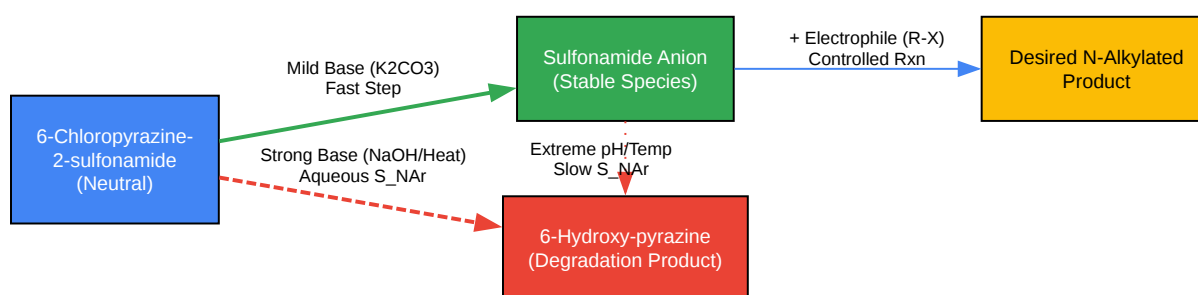 6-Chloropyrazine-
2-sulfonamide
(Neutral)
Mild Base (K2CO3)
Fast Step
Strong Base (NaOH/Heat)
Aqueous S_NAr
Sulfonamide Anion
(Stable Species)
Extreme pH/Temp
Slow S_NAr
6-Hydroxy-pyrazine
(Degradation Product)
+ Electrophile (R-X)
Controlled Rxn
Desired N-Alkylated
Product